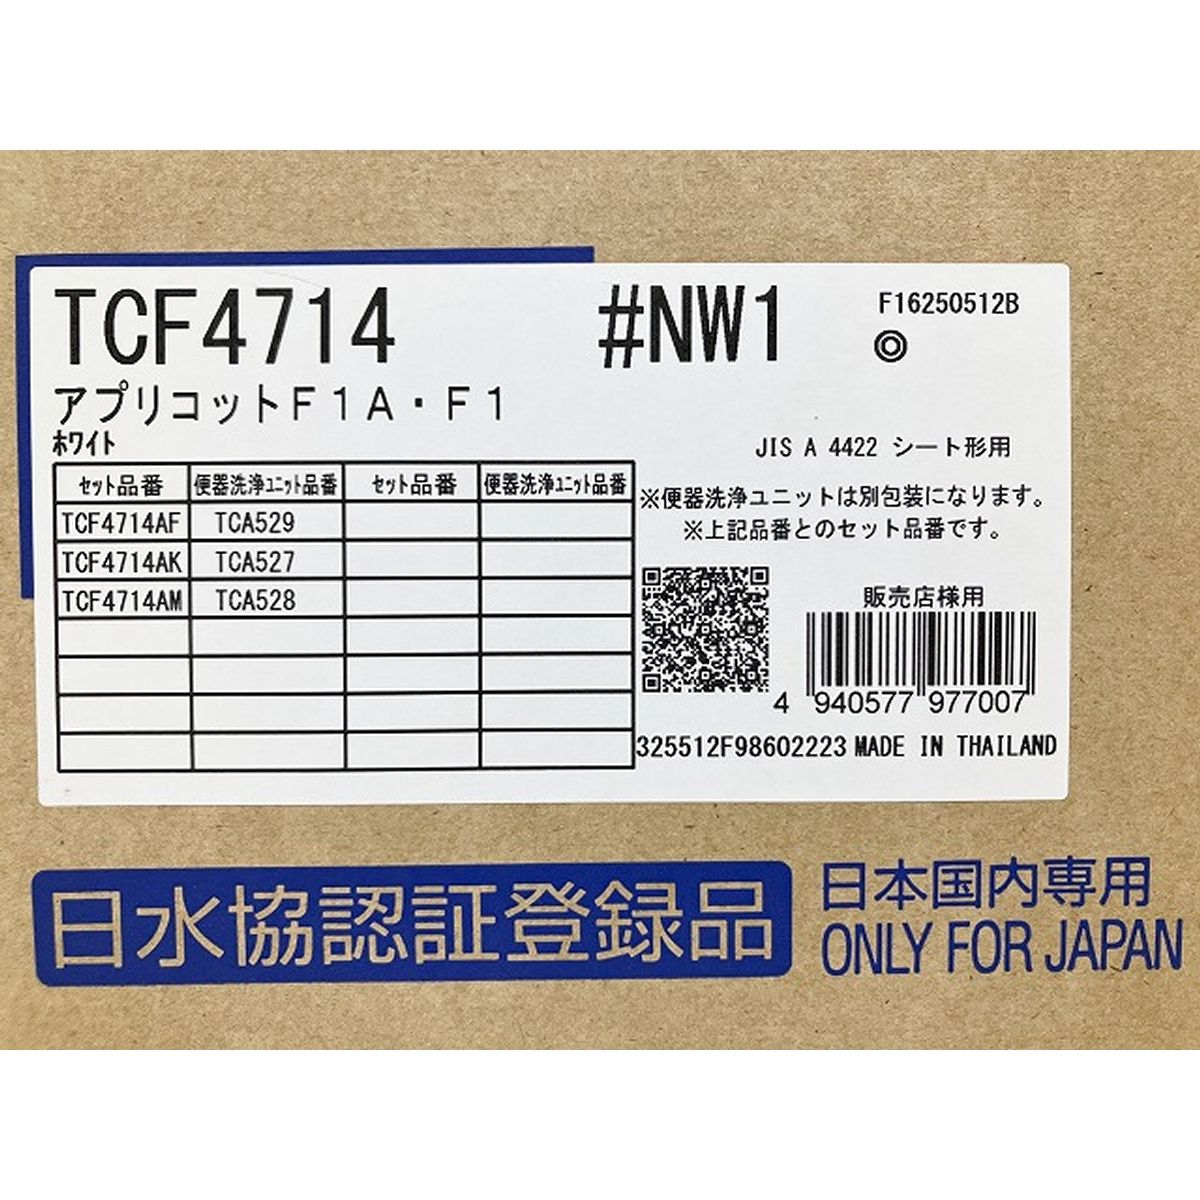 TCF4714 #NW1 F16250512B
◎
アプリコットF1A・F1
ホワイト
JIS A 4422 シート形用
セット品番 便器洗浄ユニット品番 セット品番 便器洗浄ユニット品番
TCF4714AF TCA529
TCF4714AK TCA527
TCF4714AM TCA528
※便器洗浄ユニットは別包装になります。
※上記品番とのセット品番です。
販売店様用
4 940577 977007
325512F98602223 MADE IN THAILAND
日水協認証登録品
日本国内専用
ONLY FOR JAPAN